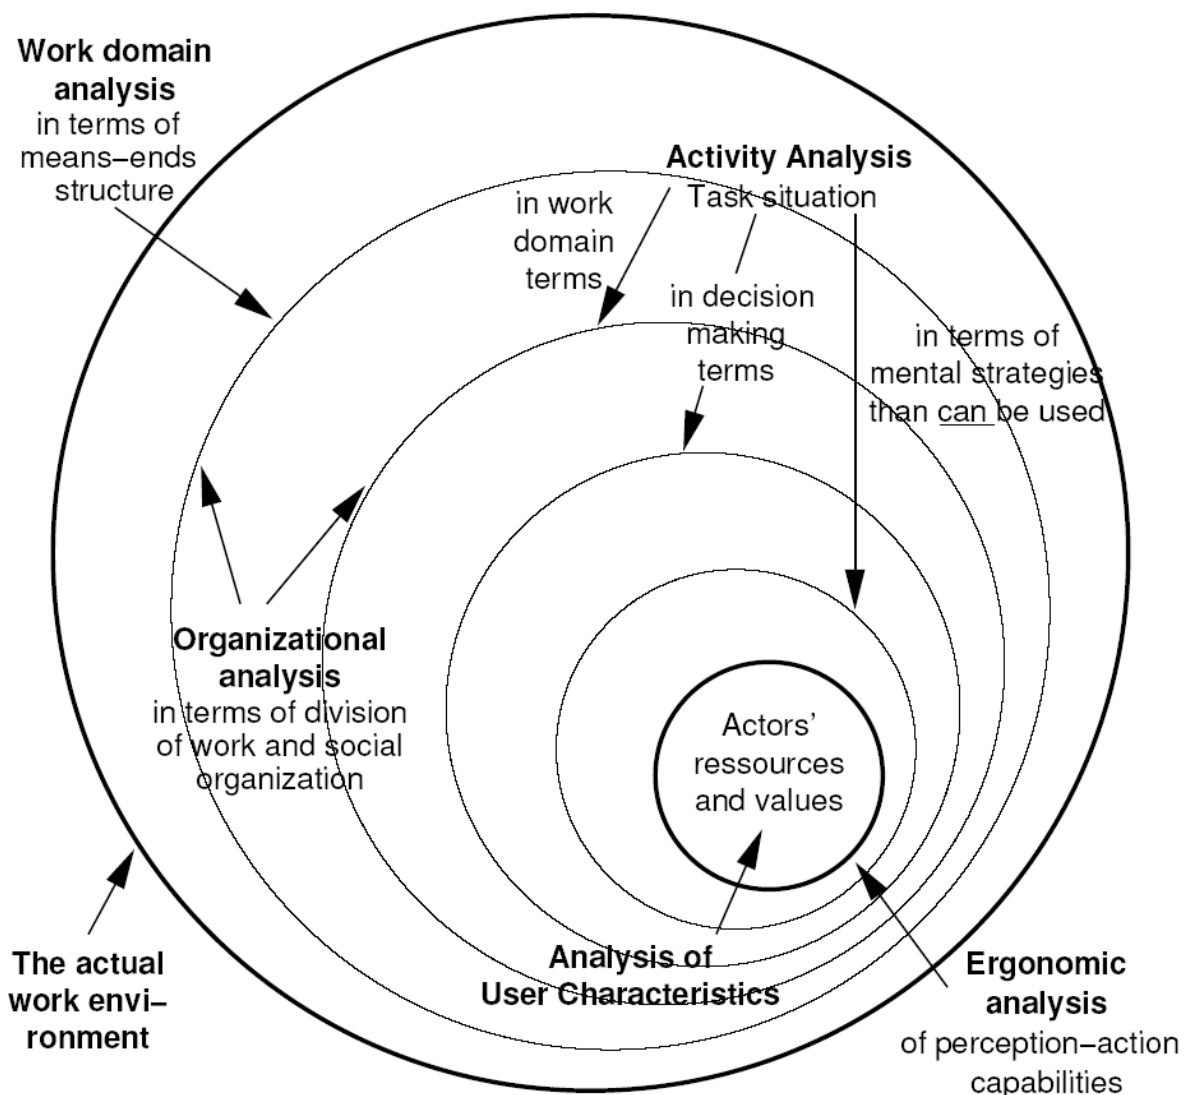 Work domain
analysis
in terms of
means–ends
structure
Activity Analysis
Task situation
in work
domain
terms
in decision
making
terms
in terms of
mental strategies
than can be used
Organizational
analysis
in terms of division
of work and social
organization
Actors’
ressources
and values
The actual
work envi–
ronment
Analysis of
User Characteristics
Ergonomic
analysis
of perception–action
capabilities